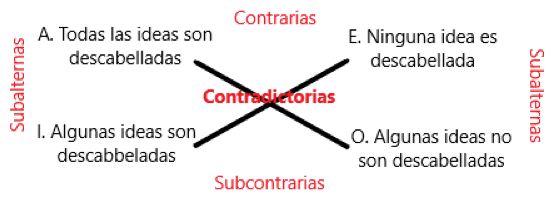 Contrarias
A. Todas las ideas son
descabelladas
E. Ninguna idea es
descabellada
Subalternas
Contradictorias
Subalternas
I. Algunas ideas son
descabbeladas
O. Algunas ideas no
son descabelladas
Subcontrarias